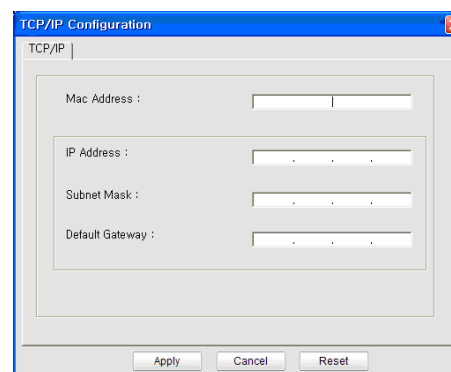 TCP/IP Configuration
TCP/IP
Mac Address :
IP Address :
. . .
Subnet Mask :
. . .
Default Gateway :
. . .
Apply Cancel Reset